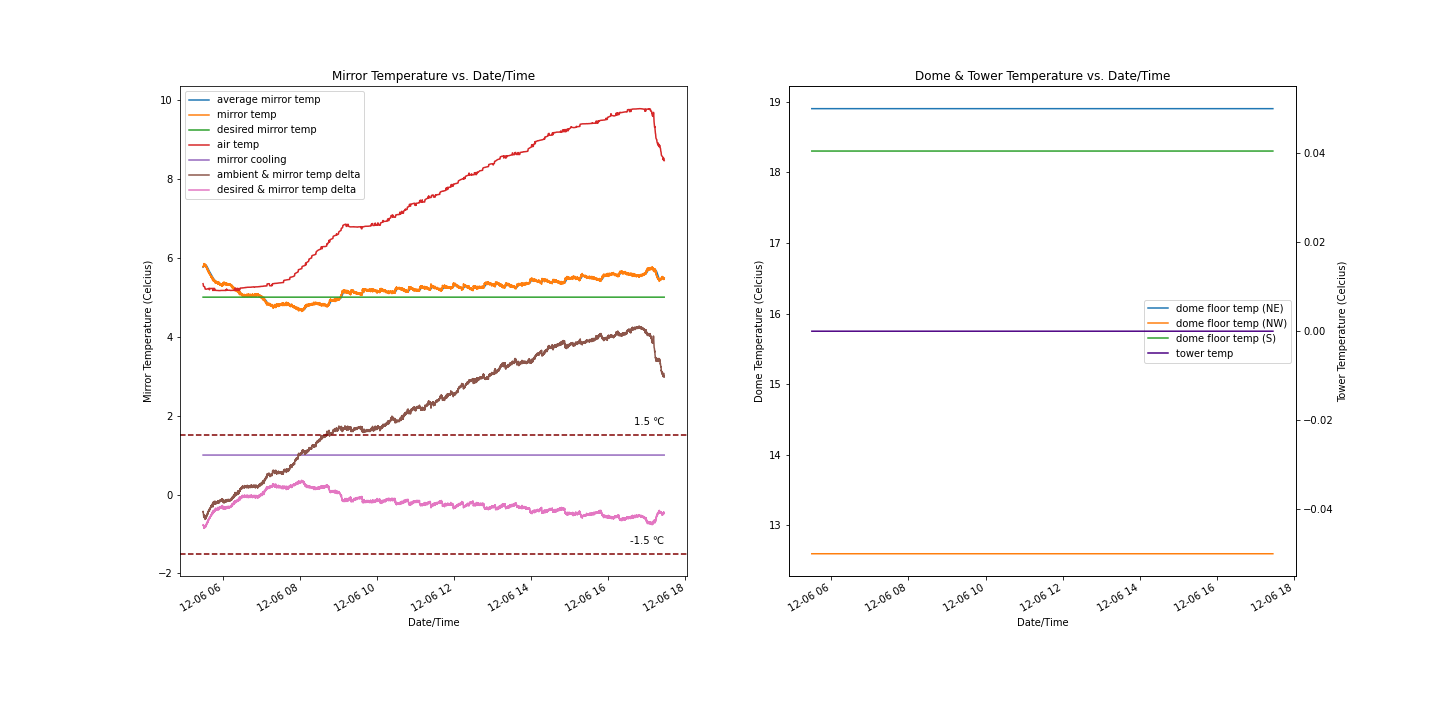 Mirror Temperature vs. Date/Time
Mirror Temperature (Celcius)
10
8
6
4
2
0
−2
average mirror temp
mirror temp
desired mirror temp
air temp
mirror cooling
ambient & mirror temp delta
desired & mirror temp delta
1.5 °C
-1.5 °C
12-06 06
12-06 08
12-06 10
12-06 12
12-06 14
12-06 16
12-06 18
Date/Time
Dome & Tower Temperature vs. Date/Time
Dome Temperature (Celcius)
19
18
17
16
15
14
13
dome floor temp (NE)
dome floor temp (NW)
dome floor temp (S)
tower temp
0.04
0.02
0.00
−0.02
−0.04
Tower Temperature (Celcius)
12-06 06
12-06 08
12-06 10
12-06 12
12-06 14
12-06 16
12-06 18
Date/Time